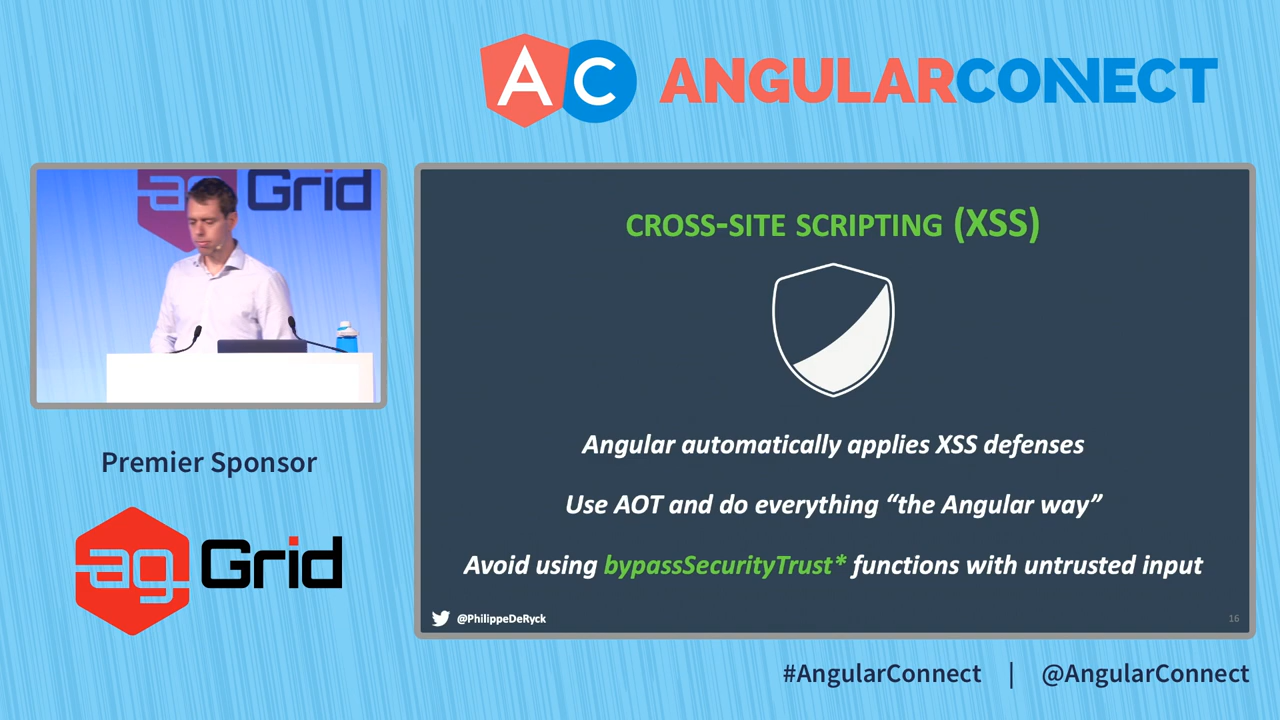 AC ANGULARCONNECT
ag Grid
CROSS-SITE SCRIPTING (XSS)
Angular automatically applies XSS defenses
Use AOT and do everything “the Angular way”
Avoid using bypassSecurityTrust* functions with untrusted input
@PhilippeDeRyck
16
Premier Sponsor
ag Grid
#AngularConnect | @AngularConnect